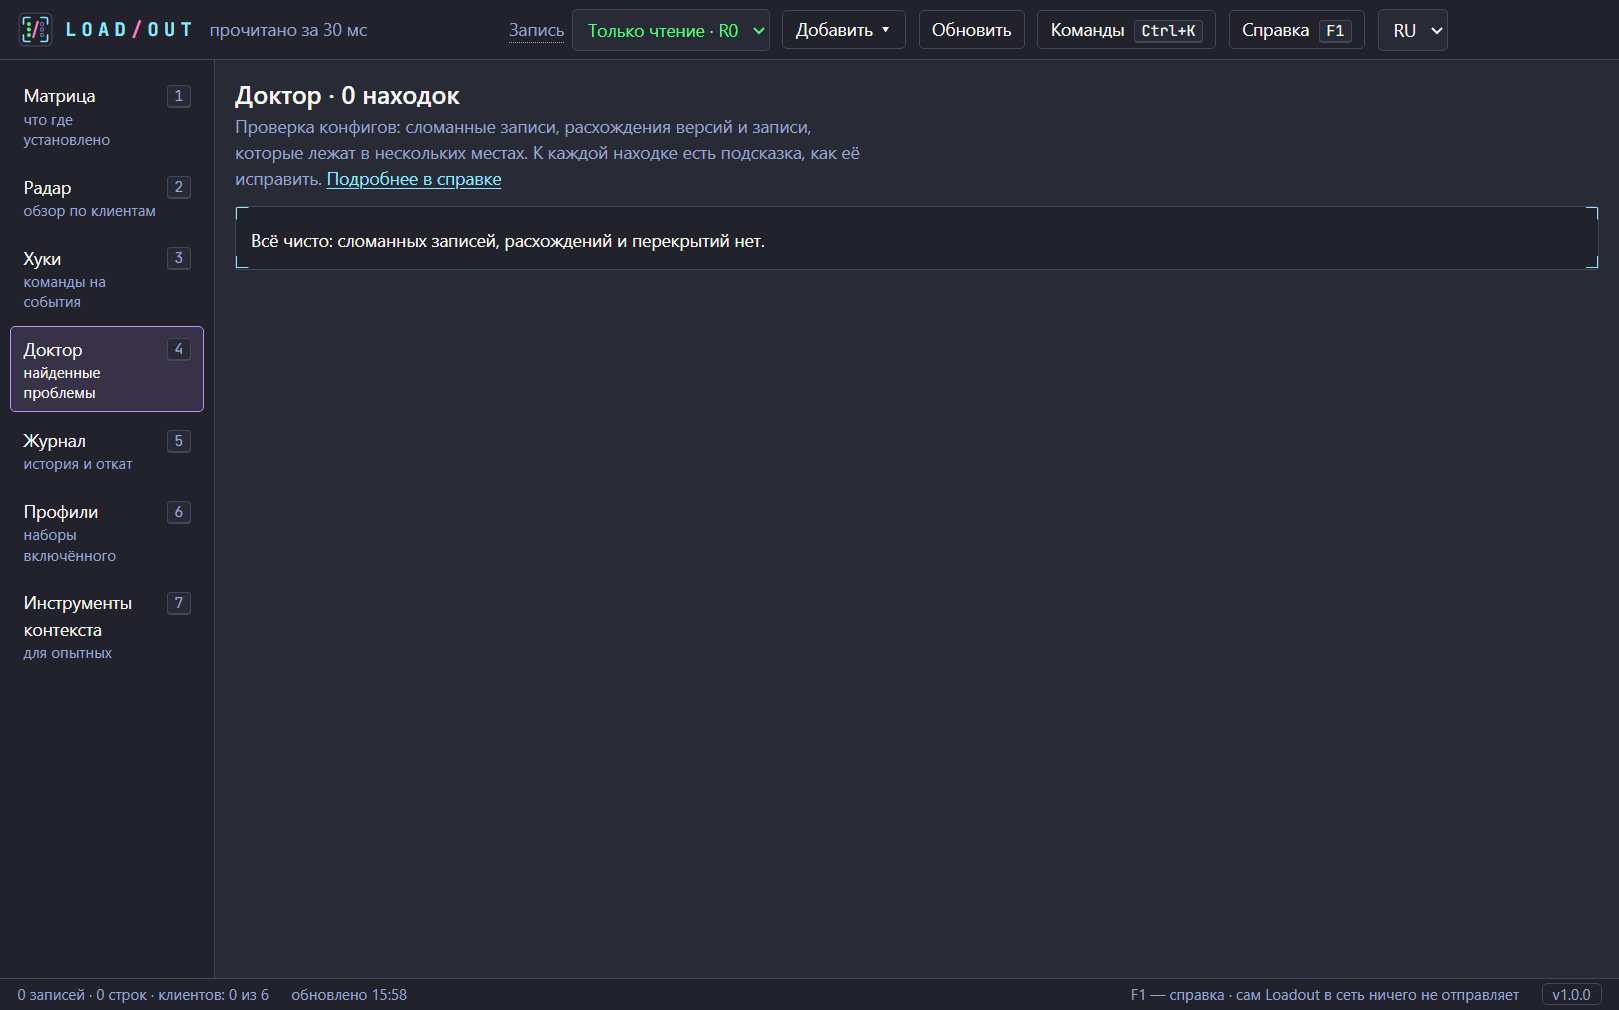 LOAD/OUT прочитано за 30 мс Запись Только чтение · R0 Добавить ▾ Обновить Команды Ctrl+K Справка F1 RU
Матрица 1
что где
установлено
Радар 2
обзор по клиентам
Хуки 3
команды на
события
Доктор 4
найденные
проблемы
Журнал 5
история и откат
Профили 6
наборы
включённого
Инструменты 7
контекста
для опытных
Доктор · 0 находок
Проверка конфигов: сломанные записи, расхождения версий и записи,
которые лежат в нескольких местах. К каждой находке есть подсказка, как её
исправить. Подробнее в справке
Всё чисто: сломанных записей, расхождений и перекрытий нет.
0 записей · 0 строк · клиентов: 0 из 6 обновлено 15:58 F1 — справка · сам Loadout в сеть ничего не отправляет v1.0.0